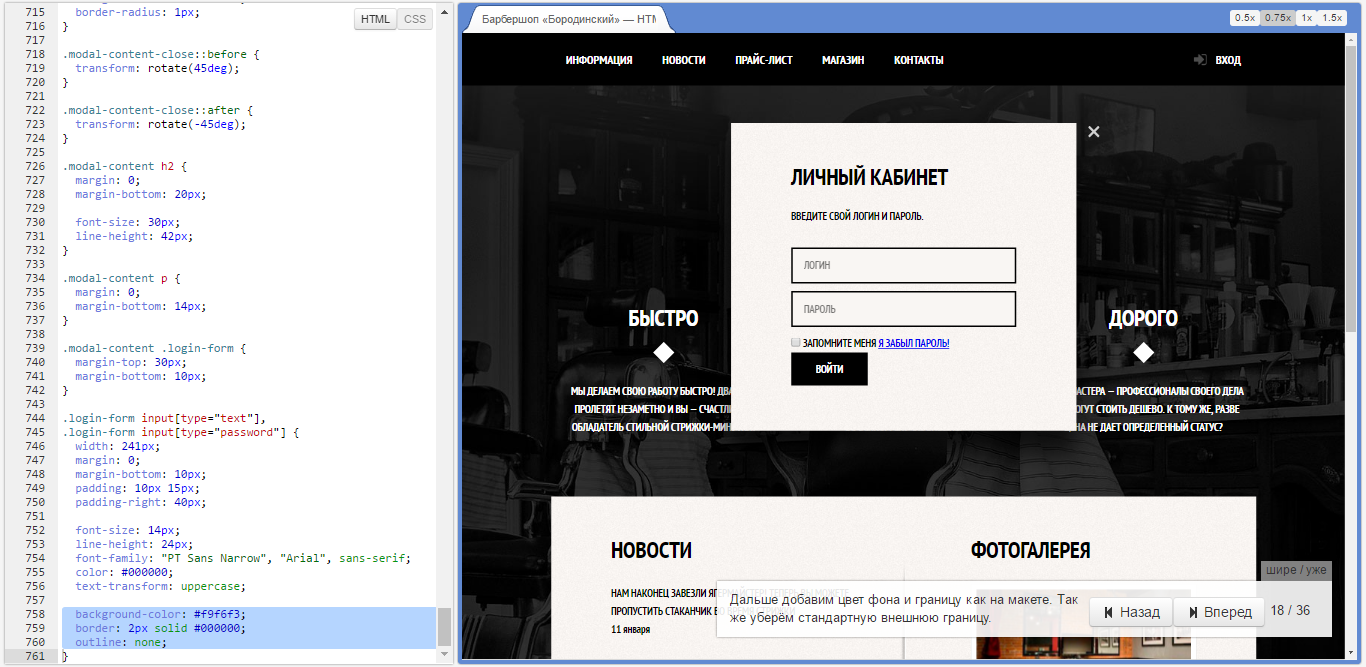 715 border-radius: 1px;
716 }
717
718 .modal-content-close::before {
719 transform: rotate(45deg);
720 }
721
722 .modal-content-close::after {
723 transform: rotate(-45deg);
724 }
725
726 .modal-content h2 {
727 margin: 0;
728 margin-bottom: 20px;
729
730 font-size: 30px;
731 line-height: 42px;
732 }
733
734 .modal-content p {
735 margin: 0;
736 margin-bottom: 14px;
737 }
738
739 .modal-content .login-form {
740 margin-top: 30px;
741 margin-bottom: 10px;
742 }
743
744 .login-form input[type="text"],
745 .login-form input[type="password"] {
746 width: 241px;
747 margin: 0;
748 margin-bottom: 10px;
749 padding: 10px 15px;
750 padding-right: 40px;
751
752 font-size: 14px;
753 line-height: 24px;
754 font-family: "PT Sans Narrow", "Arial", sans-serif;
755 color: #000000;
756 text-transform: uppercase;
757
758 background-color: #f9f6f3;
759 border: 2px solid #000000;
760 outline: none;
761 }
HTML CSS
Барбершоп «Бородинский» — HTM
0.5x 0.75x 1x 1.5x
ИНФОРМАЦИЯ НОВОСТИ ПРАЙС-ЛИСТ МАГАЗИН КОНТАКТЫ ВХОД
ЛИЧНЫЙ КАБИНЕТ
ВВЕДИТЕ СВОЙ ЛОГИН И ПАРОЛЬ.
ЛОГИН
ПАРОЛЬ
ЗАПОМНИТЕ МЕНЯ Я ЗАБЫЛ ПАРОЛЬ!
ВОЙТИ
БЫСТРО
МЫ ДЕЛАЕМ СВОЮ РАБОТУ БЫСТРО! ДВА
ПРОЛЕТЯТ НЕЗАМЕТНО И ВЫ — СЧАСТЛИ
ОБЛАДАТЕЛЬ СТИЛЬНОЙ СТРИЖКИ-МИН
ДОРОГО
АСТЕРА — ПРОФЕССИОНАЛЫ СВОЕГО ДЕЛА
ОГУТ СТОИТЬ ДЕШЕВО. К ТОМУ ЖЕ, РАЗВЕ
НА НЕ ДАЕТ ОПРЕДЕЛЕННЫЙ СТАТУС?
НОВОСТИ
НАМ НАКОНЕЦ ЗАВЕЗЛИ
ПРОПУСТИТЬ СТАКАНЧИК
11 января
ФОТОГАЛЕРЕЯ
шире / уже
Дальше добавим цвет фона и границу как на макете. Так
же уберём стандартную внешнюю границу.
Назад Вперед 18 / 36